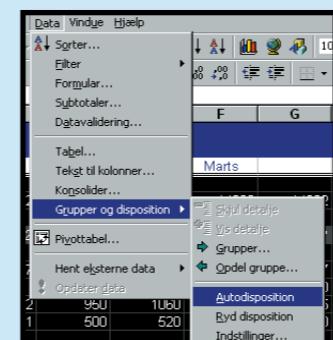 Data Vindue Hjælp
Sorter...
Filter
Formular...
Subtotaler...
Datavalidering...
Tabel...
Tekst til kolonner...
Konsolider...
Grupper og disposition
Pivottabel...
Hent eksterne data
Opdater data
10
F G
Marts
Skjul detalje
Vis detalje
Grupper...
Opdel gruppe...
Autodisposition
Ryd disposition
Indstillinger...
2 950 1060
1 500 520